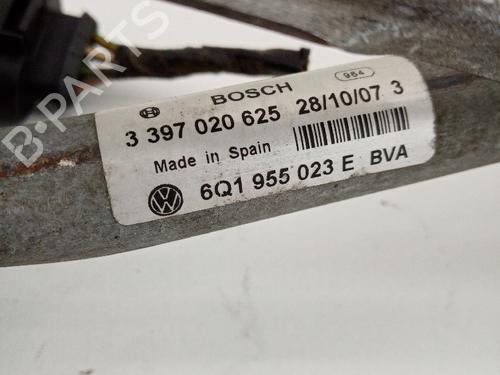 984
BOSCH
3 397 020 625 28/10/07 3
Made in Spain
6Q1 955 023 E BVA
B-PARTS